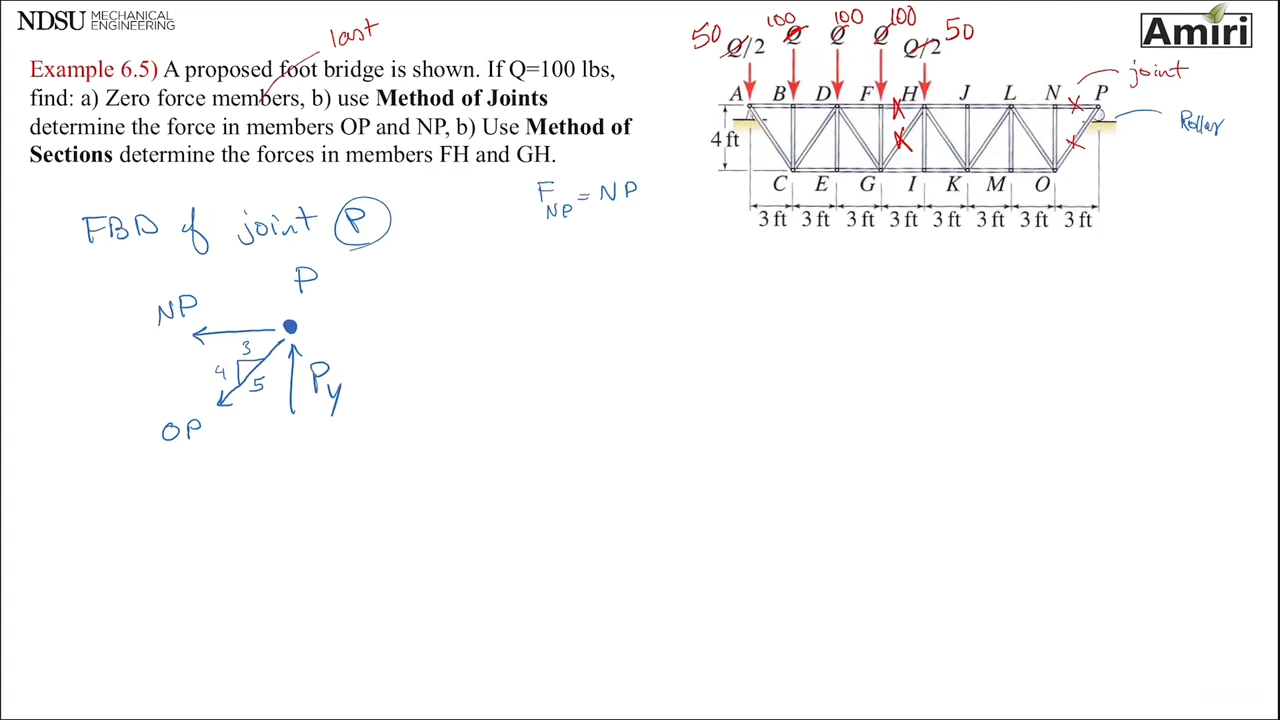 NDSU MECHANICAL ENGINEERING
last
Example 6.5) A proposed foot bridge is shown. If Q=100 lbs,
find: a) Zero force members, b) use Method of Joints
determine the force in members OP and NP, b) Use Method of
Sections determine the forces in members FH and GH.
50 100 100 100 50
Q/2 Q Q Q Q/2
Amiri
joint
A B D F H J L N P
Roller
4 ft
C E G I K M O
3 ft 3 ft 3 ft 3 ft 3 ft 3 ft 3 ft 3 ft
F NP = NP
FBD of joint P
P
NP
3
4
5
Py
OP